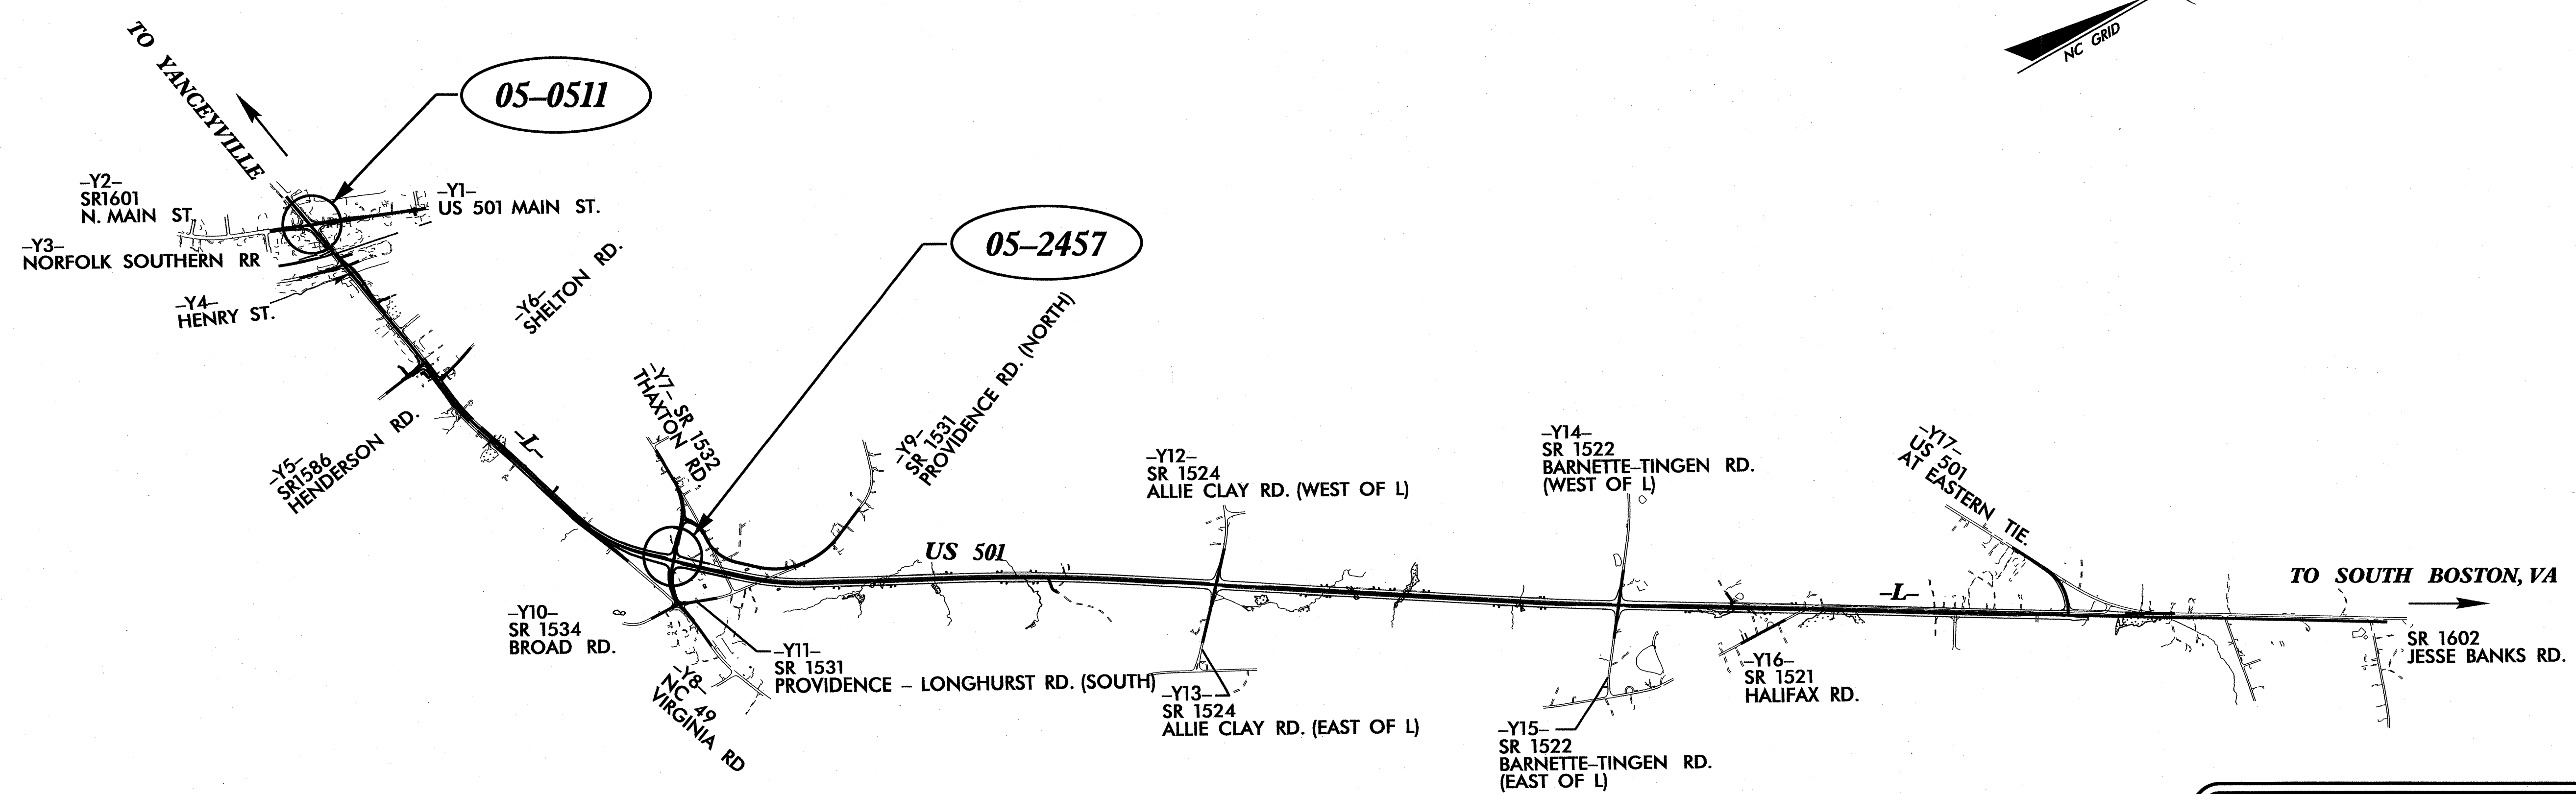 NC GRID
TO YANCEYVILLE
05-0511
-Y2-
SR1601
N. MAIN ST.
-Y1-
US 501 MAIN ST.
-Y3-
NORFOLK SOUTHERN RR
-Y4-
HENRY ST.
05-2457
-Y6-
SHELTON RD.
-Y5-
SR1586
HENDERSON RD.
-L-
-Y7- SR 1532
THAXTON RD.
-Y9-
SR 1531
PROVIDENCE RD. (NORTH)
-Y12-
SR 1524
ALLIE CLAY RD. (WEST OF L)
-Y14-
SR 1522
BARNETTE-TINGEN RD.
(WEST OF L)
-Y17-
US 501
AT EASTERN TIE.
US 501
-L-
TO SOUTH BOSTON, VA
-Y10-
SR 1534
BROAD RD.
-Y11-
SR 1531
PROVIDENCE - LONGHURST RD. (SOUTH)
-Y8-
NC 49
VIRGINIA RD
-Y13-
SR 1524
ALLIE CLAY RD. (EAST OF L)
-Y15-
SR 1522
BARNETTE-TINGEN RD.
(EAST OF L)
-Y16-
SR 1521
HALIFAX RD.
SR 1602
JESSE BANKS RD.